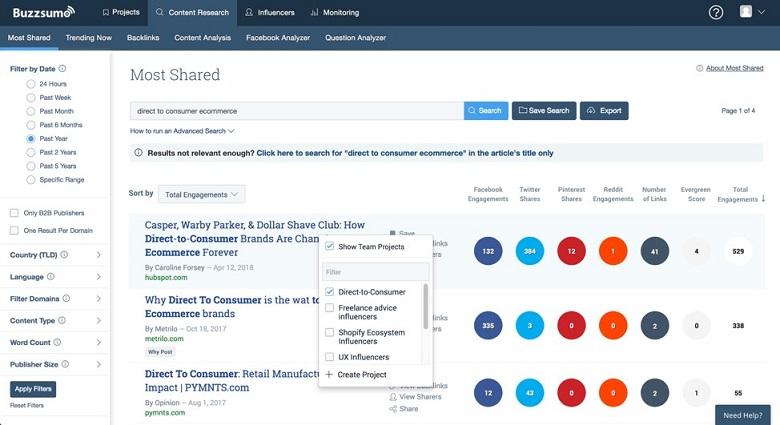 Buzzsumo
Projects
Content Research
Influencers
Monitoring
?
Most Shared
Trending Now
Backlinks
Content Analysis
Facebook Analyzer
Question Analyzer
Filter by Date
24 Hours
Past Week
Past Month
Past 6 Months
Past Year
Past 2 Years
Past 5 Years
Specific Range
Only B2B Publishers
One Result Per Domain
Country (TLD)
Language
Filter Domains
Content Type
Word Count
Publisher Size
Apply Filters
Reset Filters
Most Shared
About Most Shared
direct to consumer ecommerce
Search
Save Search
Export
Page 1 of 4
How to run an Advanced Search
Results not relevant enough? Click here to search for "direct to consumer ecommerce" in the article's title only
Sort by
Total Engagements
Facebook Engagements
Twitter Shares
Pinterest Shares
Reddit Engagements
Number of Links
Evergreen Score
Total Engagements
Casper, Warby Parker, & Dollar Shave Club: How
Direct-to-Consumer Brands Are
Ecommerce Forever
By Caroline Forsey – Apr 12, 2018
hubspot.com
Save
132
384
12
1
41
4
529
Why Direct To Consumer is the wat
Ecommerce brands
By Metrilo – Oct 18, 2017
metrilo.com
Why Post
335
3
0
0
2
0
338
Direct To Consumer: Retail
Impact | PYMNTS.com
By Opinion – Aug 1, 2017
pymnts.com
View Sharers
Share
12
43
0
0
2
1
55
Show Team Projects
Filter
Direct-to-Consumer
Freelance advice
influencers
Shopify Ecosystem
Influencers
UX Influencers
Create Project
Need Help?